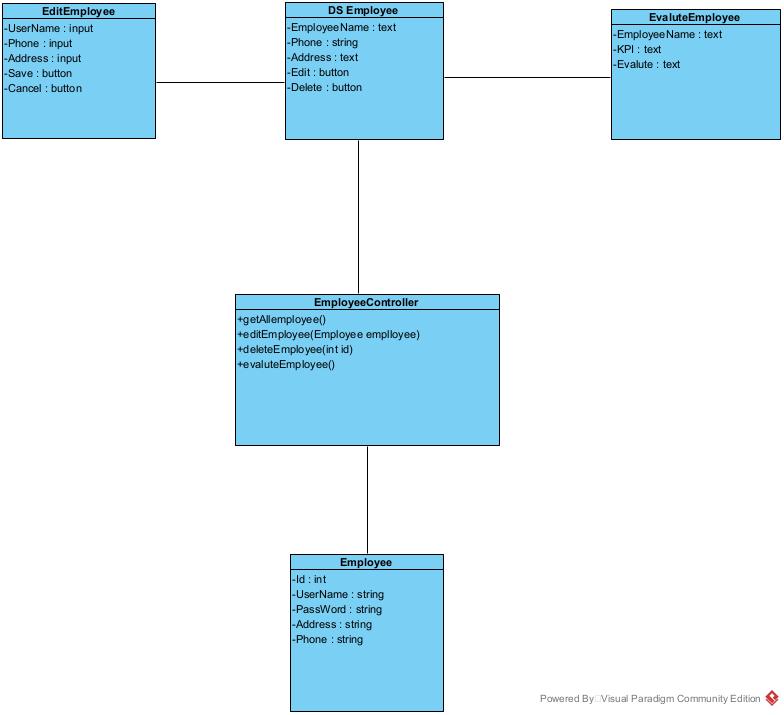 EditEmployee
-UserName : input
-Phone : input
-Address : input
-Save : button
-Cancel : button
DS Employee
-EmployeeName : text
-Phone : string
-Address : text
-Edit : button
-Delete : button
EvaluteEmployee
-EmployeeName : text
-KPI : text
-Evalute : text
EmployeeController
+getAllemployee()
+editEmployee(Employee emplloyee)
+deleteEmployee(int id)
+evaluteEmployee()
Employee
-Id : int
-UserName : string
-PassWord : string
-Address : string
-Phone : string
Powered By Visual Paradigm Community Edition